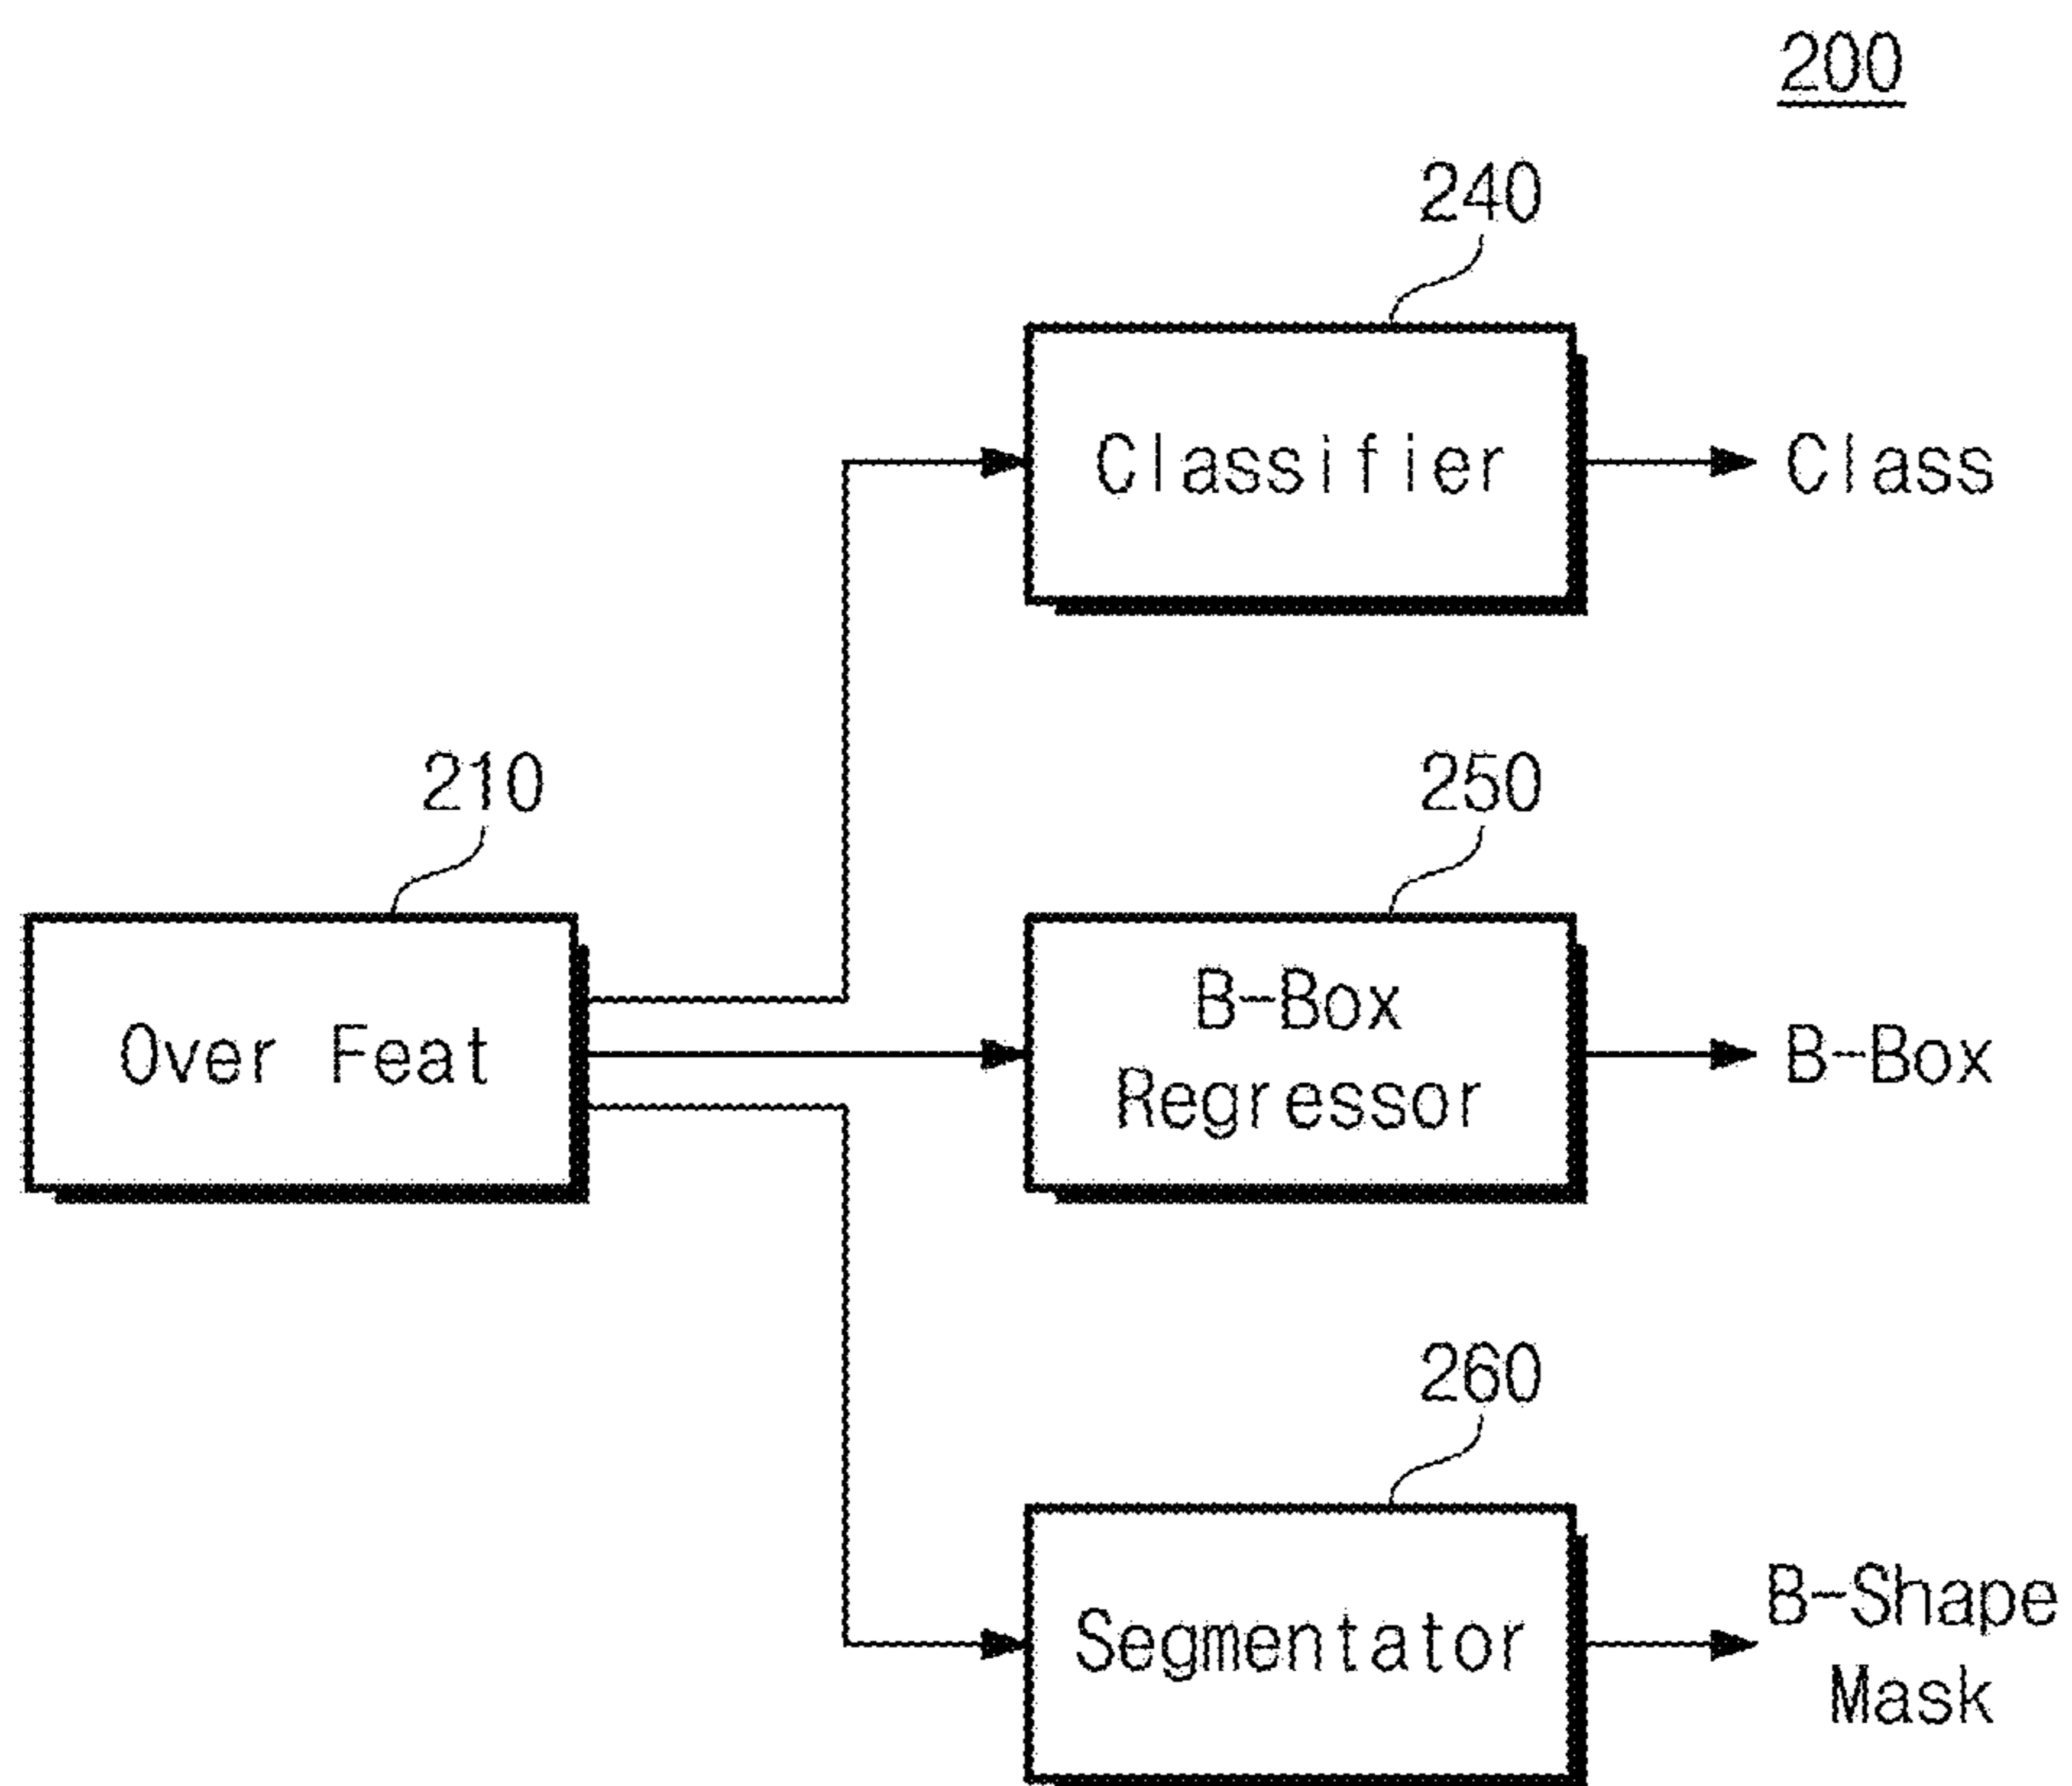 200
240
Classifier
Class
210
250
Over Feat
B-Box
Regressor
B-Box
260
Segmentator
B-Shape
Mask